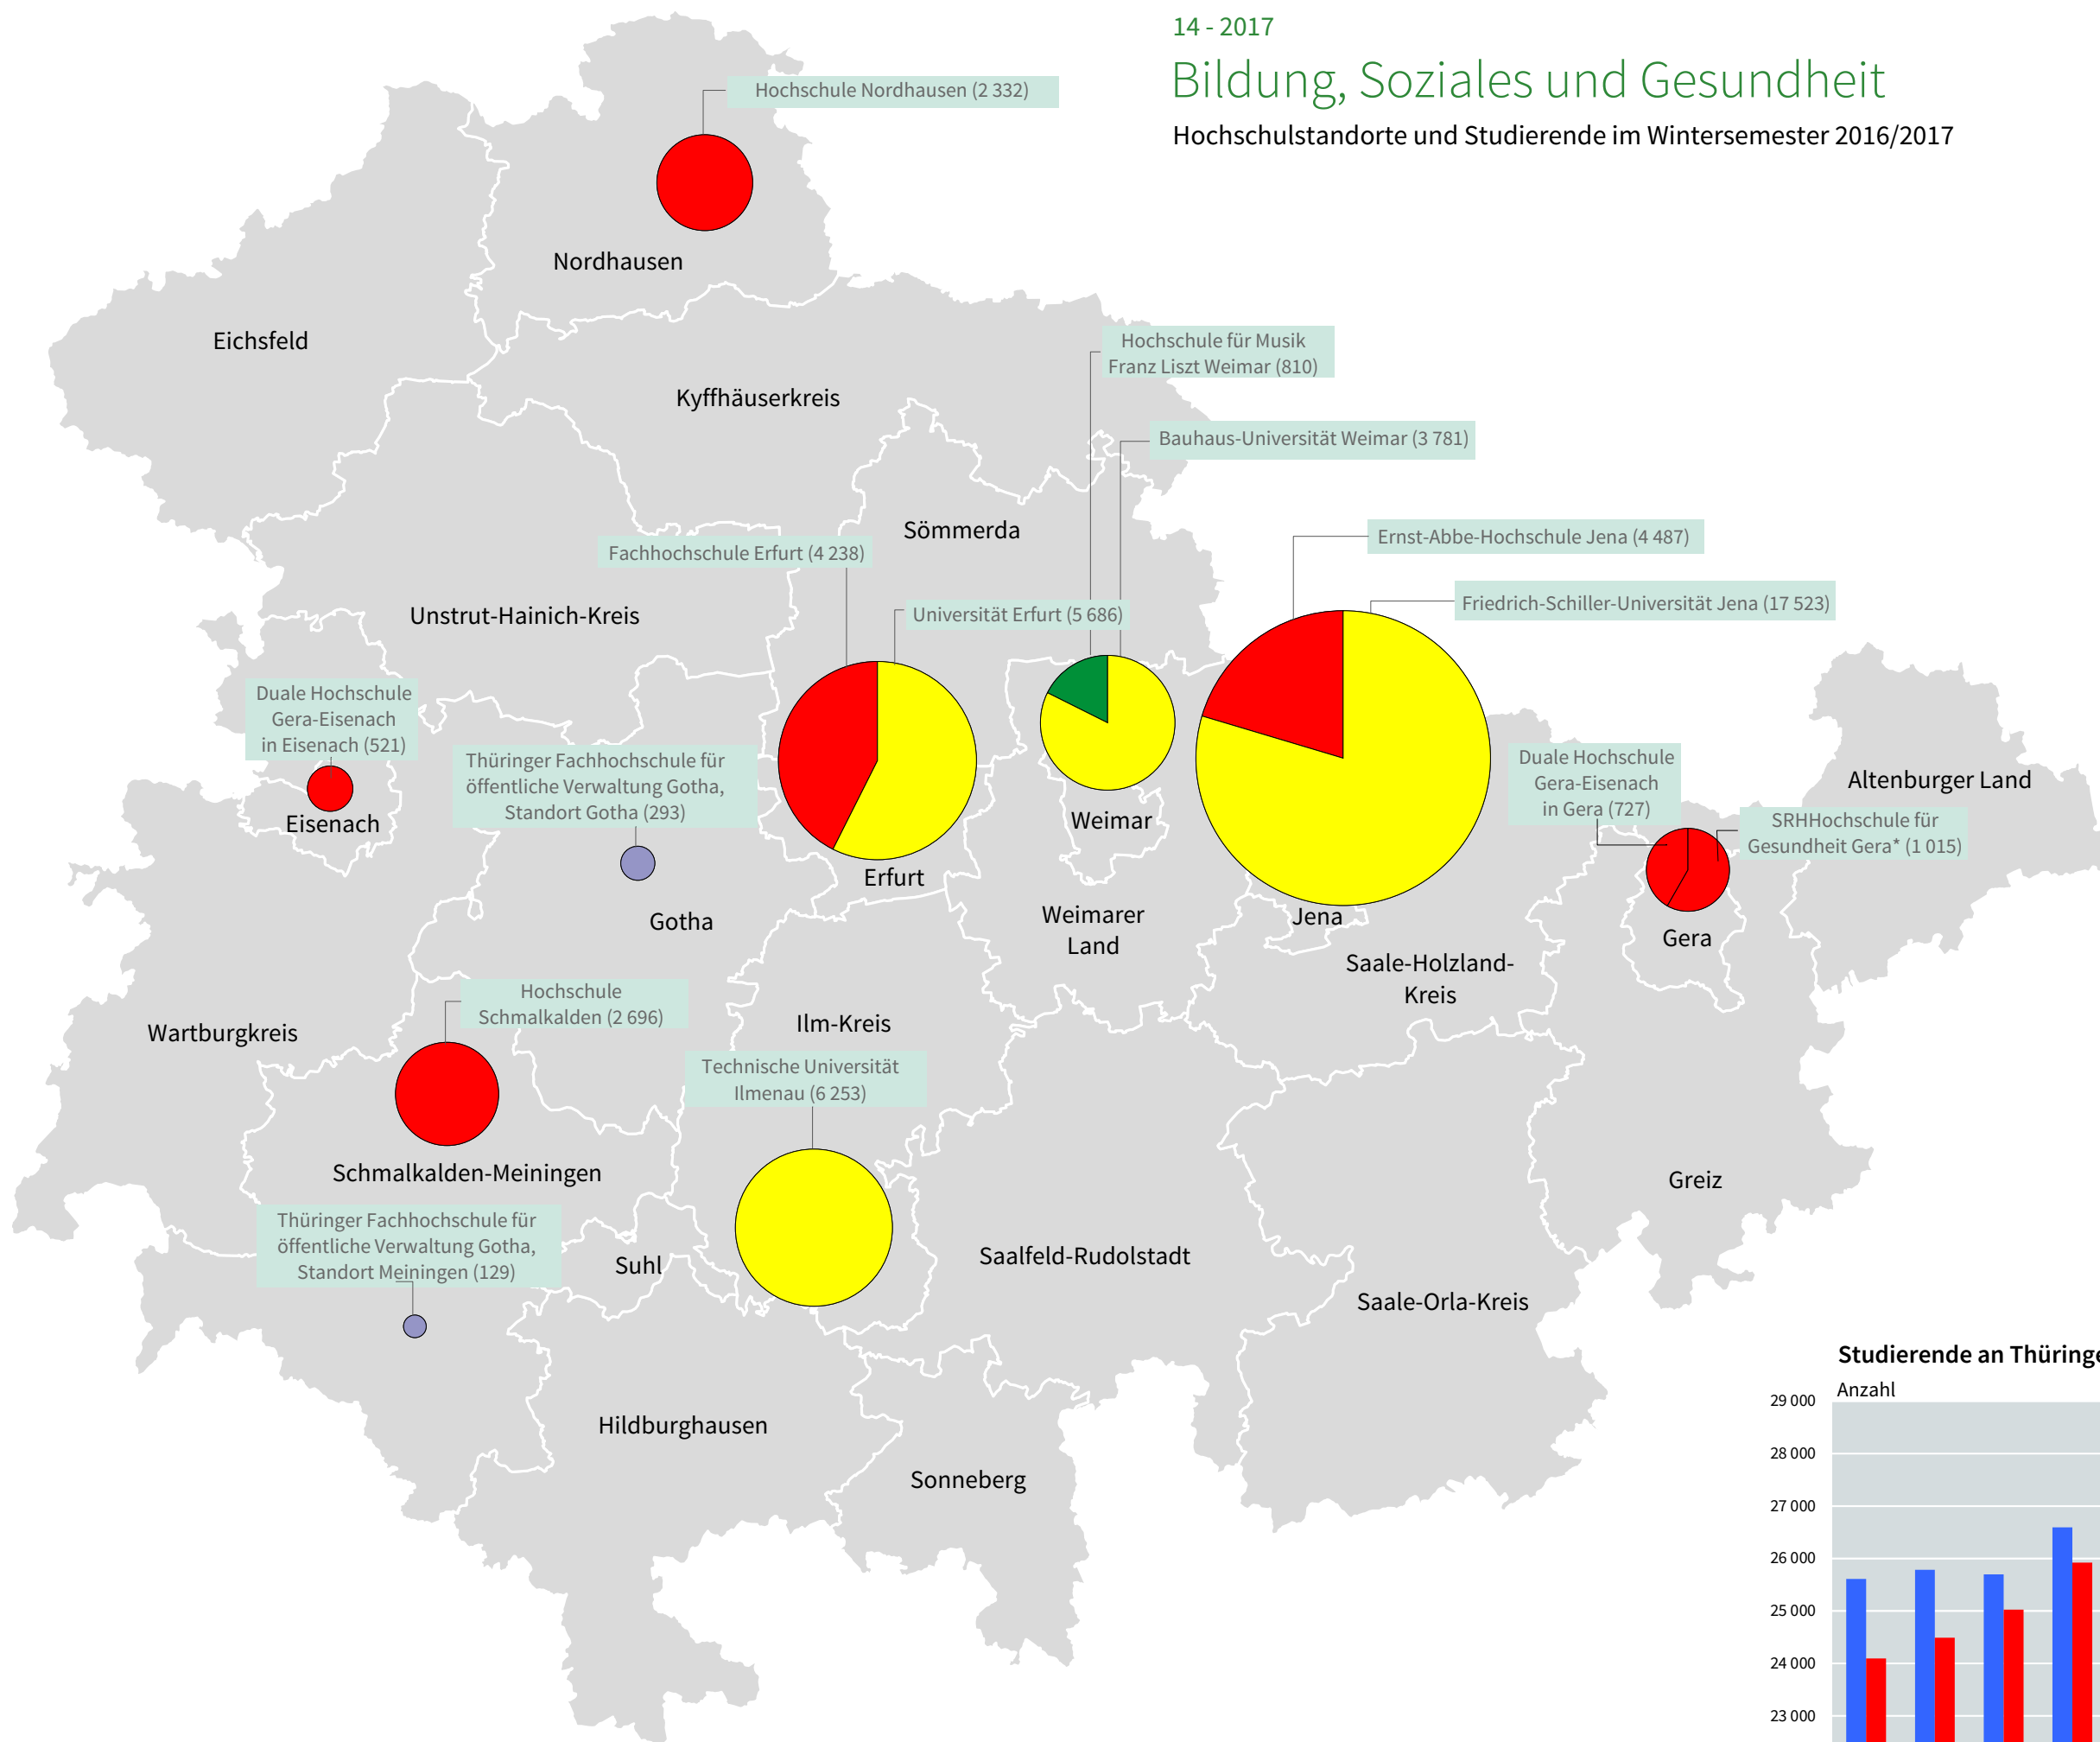 14 - 2017
Bildung, Soziales und Gesundheit
Hochschulstandorte und Studierende im Wintersemester 2016/2017
Hochschule Nordhausen (2 332)
Nordhausen
Eichsfeld
Hochschule für Musik
Franz Liszt Weimar (810)
Kyffhäuserkreis
Bauhaus-Universität Weimar (3 781)
Sömmerda
Ernst-Abbe-Hochschule Jena (4 487)
Fachhochschule Erfurt (4 238)
Friedrich-Schiller-Universität Jena (17 523)
Unstrut-Hainich-Kreis
Universität Erfurt (5 686)
Duale Hochschule
Gera-Eisenach
in Eisenach (521)
Eisenach
Thüringer Fachhochschule für
öffentliche Verwaltung Gotha,
Standort Gotha (293)
Gotha
Erfurt
Weimar
Weimarer
Land
Jena
Duale Hochschule
Gera-Eisenach
in Gera (727)
Altenburger Land
SRHHochschule für
Gesundheit Gera* (1 015)
Gera
Saale-Holzland-
Kreis
Wartburgkreis
Hochschule
Schmalkalden (2 696)
Ilm-Kreis
Technische Universität
Ilmenau (6 253)
Schmalkalden-Meiningen
Greiz
Thüringer Fachhochschule für
öffentliche Verwaltung Gotha,
Standort Meiningen (129)
Suhl
Saalfeld-Rudolstadt
Saale-Orla-Kreis
Hildburghausen
Sonneberg
Studierende an Thüringe
Anzahl
29 000
28 000
27 000
26 000
25 000
24 000
23 000